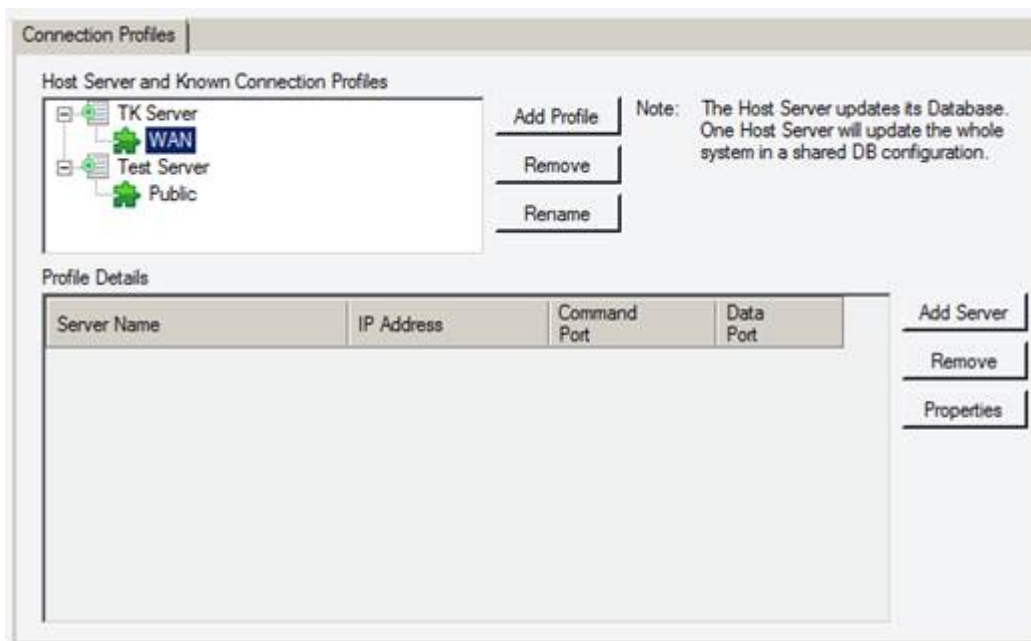 Connection Profiles
Host Server and Known Connection Profiles
TK Server
WAN
Test Server
Public
Add Profile
Remove
Rename
Note: The Host Server updates its Database.
One Host Server will update the whole
system in a shared DB configuration.
Profile Details
Server Name
IP Address
Command
Port
Data
Port
Add Server
Remove
Properties